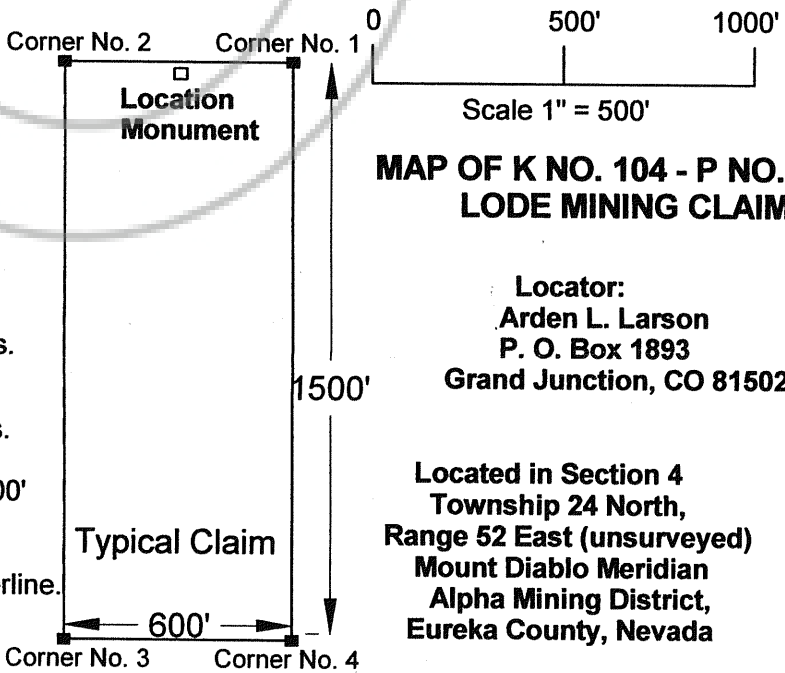 0 500' 1000'
Scale 1" = 500'
Corner No. 2 Corner No. 1
Location
Monument
1500'
Typical Claim
600'
Corner No. 3 Corner No. 4
s.
s.
00'
rline.
MAP OF K NO. 104 - P NO.
LODE MINING CLAIM
Locator:
Arden L. Larson
P. O. Box 1893
Grand Junction, CO 81502
Located in Section 4
Township 24 North,
Range 52 East (unsurveyed)
Mount Diablo Meridian
Alpha Mining District,
Eureka County, Nevada